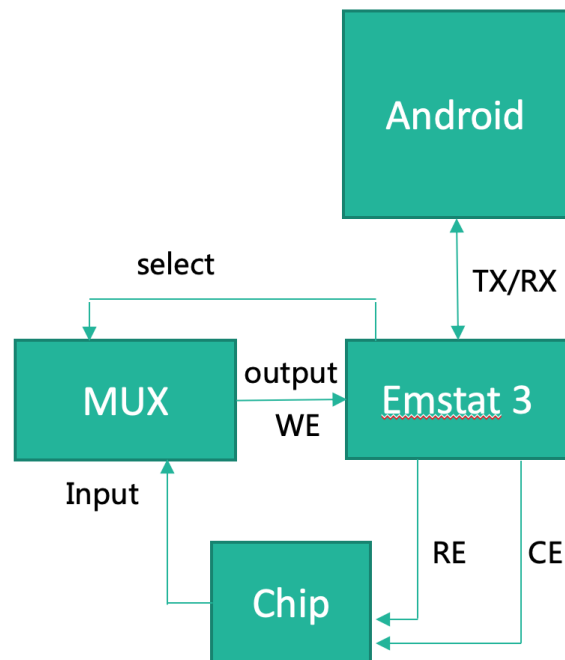 Android
select
TX/RX
MUX
output
WE
Emstat 3
Input
RE
CE
Chip